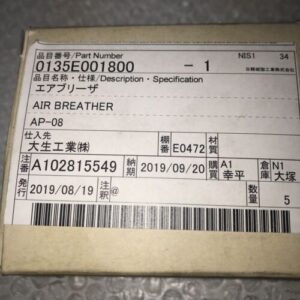 品目番号/Part Number NIS1 34
0135E001800 - 1
品目名称・仕様/Description・Specification
エアブリーザ
AIR BREATHER
AP-08
仕入先 棚番 材質
大生工業㈱ E0472
注番 A102815549 納期 2019/09/20 購買 A1 幸平 倉庫 N1 大塚
発行 2019/08/19 注釈 @ 数量 5